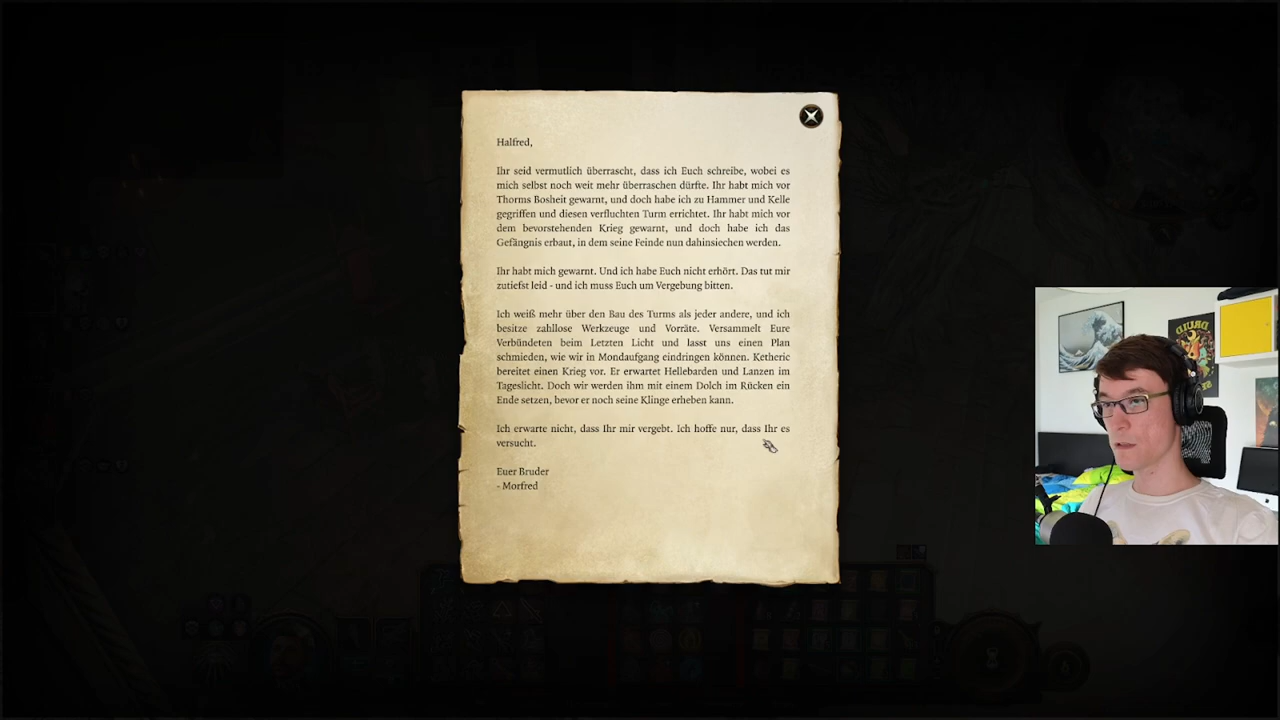 Halfred,
Ihr seid vermutlich überrascht, dass ich Euch schreibe, wobei es
mich selbst noch weit mehr überraschen dürfte. Ihr habt mich vor
Thorms Bosheit gewarnt, und doch habe ich zu Hammer und Kelle
gegriffen und diesen verfluchten Turm errichtet. Ihr habt mich vor
dem bevorstehenden Krieg gewarnt, und doch habe ich das
Gefängnis erbaut, in dem seine Feinde nun dahinsiechen werden.
Ihr habt mich gewarnt. Und ich habe Euch nicht erhört. Das tut mir
zutiefst leid - und ich muss Euch um Vergebung bitten.
Ich weiß mehr über den Bau des Turms als jeder andere, und ich
besitze zahllose Werkzeuge und Vorräte. Versammelt Eure
Verbündeten beim Letzten Licht und lasst uns einen Plan
schmieden, wie wir in Mondaufgang eindringen können. Ketheric
bereitet einen Krieg vor. Er erwartet Hellebarden und Lanzen im
Tageslicht. Doch wir werden ihm mit einem Dolch im Rücken ein
Ende setzen, bevor er noch seine Klinge erheben kann.
Ich erwarte nicht, dass Ihr mir vergebt. Ich hoffe nur, dass Ihr es
versucht.
Euer Bruder
- Morfred
DRUID